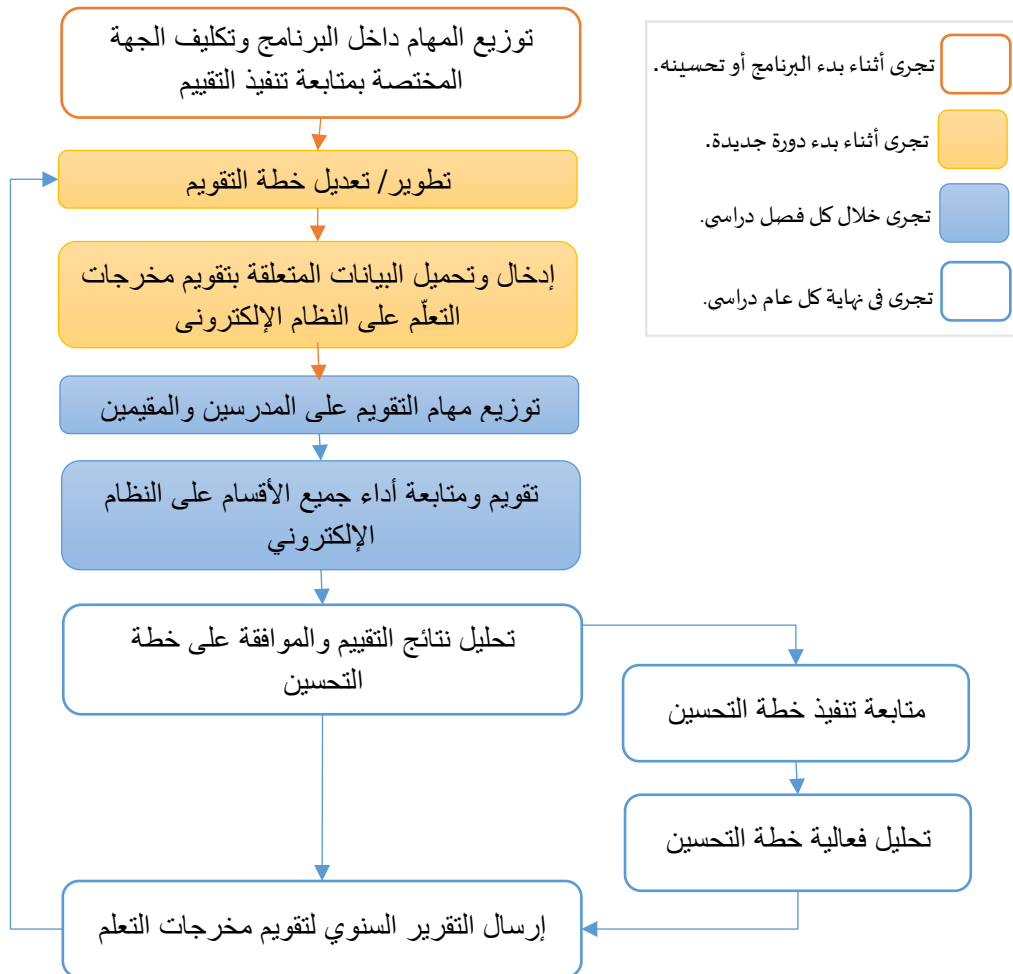 توزيع المهام داخل البرنامج وتكليف الجهة
المختصة بمتابعة تنفيذ التقييم
تطوير/ تعديل خطة التقويم
إدخال وتحميل البيانات المتعلقة بتقويم مخرجات
التعلّم على النظام الإلكترونى
توزيع مهام التقويم على المدرسين والمقيمين
تقويم ومتابعة أداء جميع الأقسام على النظام
الإلكتروني
تحليل نتائج التقييم والموافقة على خطة
التحسين
متابعة تنفيذ خطة التحسين
تحليل فعالية خطة التحسين
إرسال التقرير السنوي لتقويم مخرجات التعلم
تجرى أثناء بدء البرنامج أو تحسينه.
تجرى أثناء بدء دورة جديدة.
تجرى خلال كل فصل دراسى.
تجرى فى نهاية كل عام دراسى.